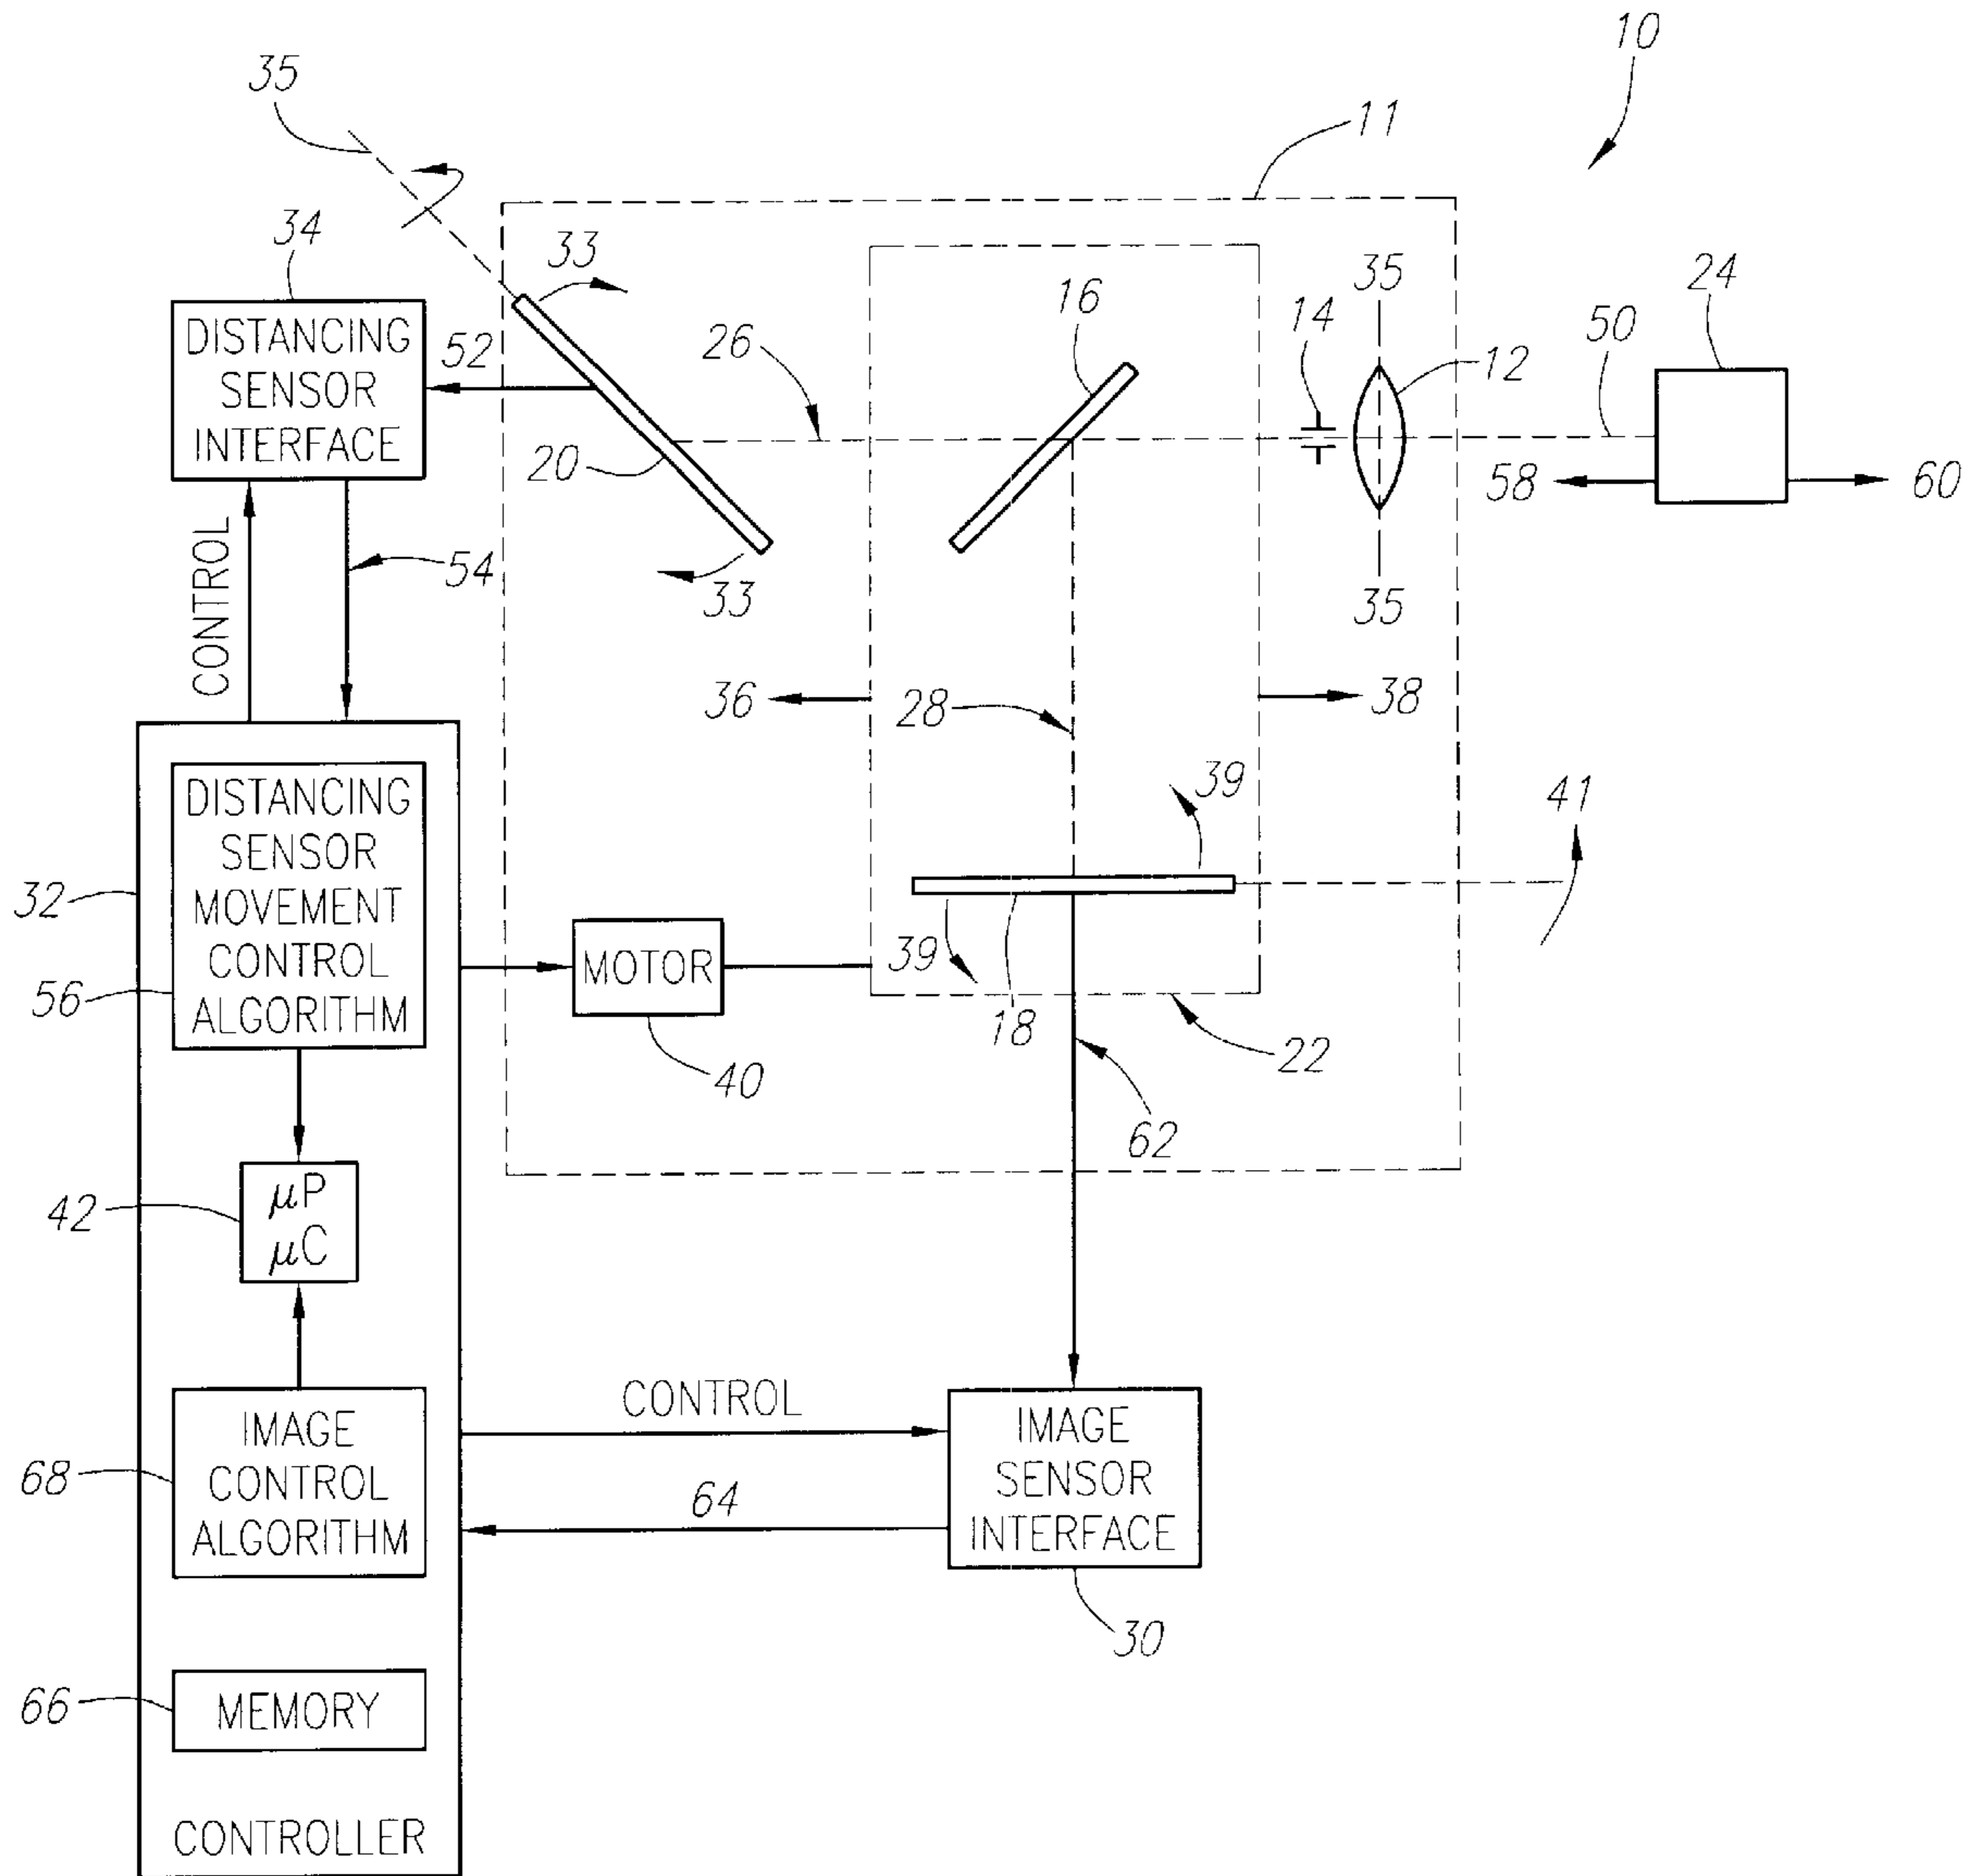 10
35
11
34
33
24
35
16
14
50
DISTANCING
SENSOR
INTERFACE
52
26
12
20
58
60
CONTROL
54
33
35
36
28
38
DISTANCING
SENSOR
MOVEMENT
CONTROL
ALGORITHM
39
41
32
MOTOR
39
56
18
22
40
62
42
μP
μC
CONTROL
IMAGE
CONTROL
ALGORITHM
68
64
IMAGE
SENSOR
INTERFACE
30
66
MEMORY
CONTROLLER